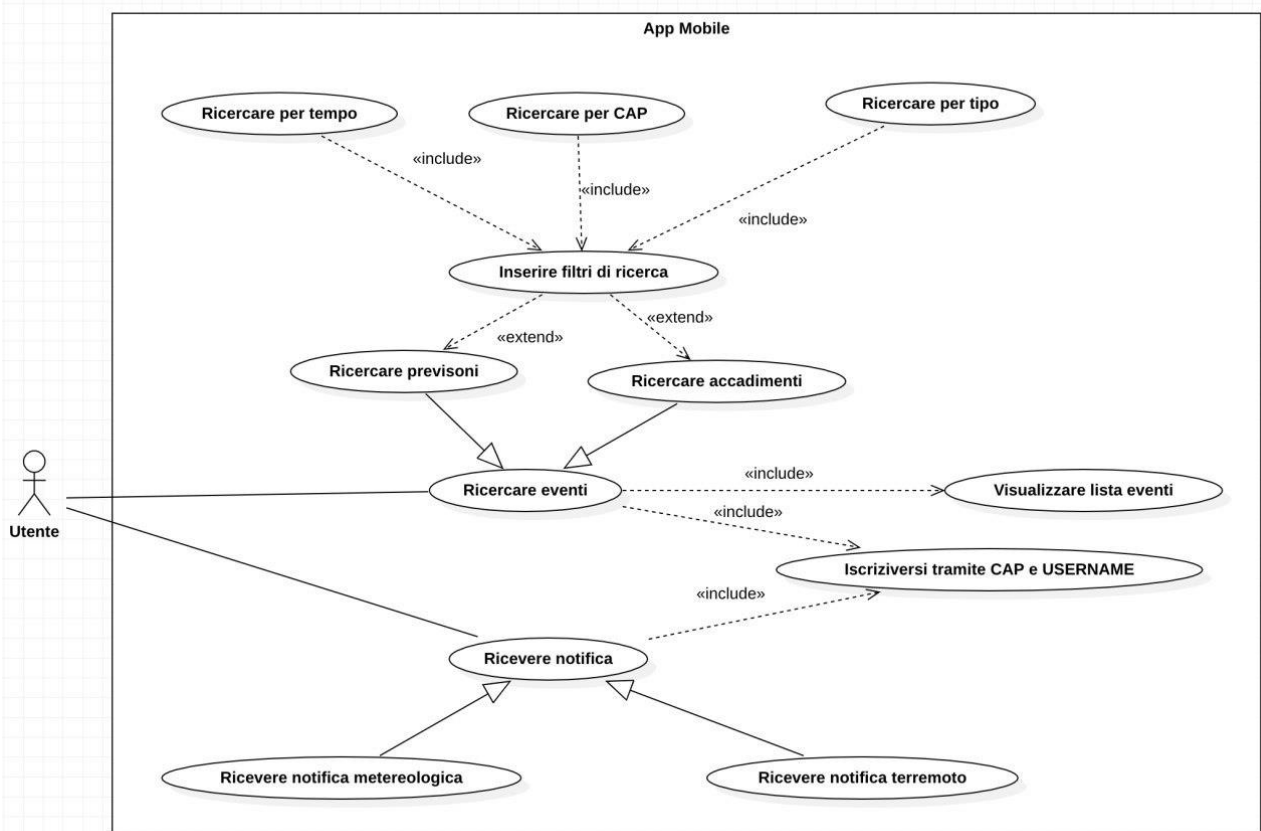 App Mobile
Ricercare per tempo
Ricercare per CAP
Ricercare per tipo
«include»
«include»
«include»
Inserire filtri di ricerca
«extend»
«extend»
Ricercare previsoni
Ricercare accadimenti
Utente
Ricercare eventi
«include»
Visualizzare lista eventi
«include»
Iscriziversi tramite CAP e USERNAME
«include»
Ricevere notifica
Ricevere notifica metereologica
Ricevere notifica terremoto